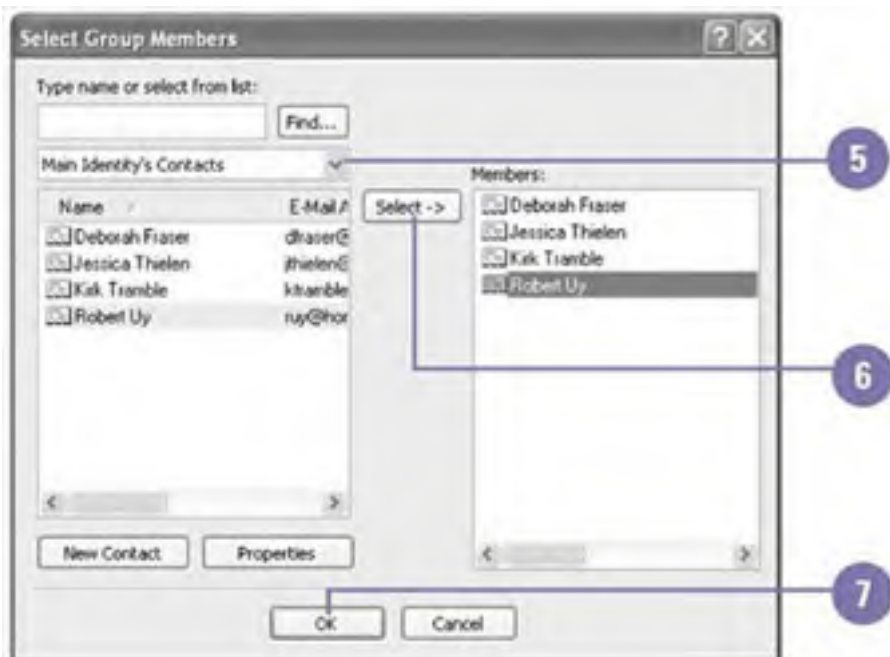 Select Group Members
Type name or select from list:
Find...
Main Identity's Contacts
5
Name
E-Mail A
Select ->
Members:
Deborah Fraser
dfraser@
Jessica Thielen
jthielen@
Kirk Tramble
ktramble
Robert Uy
ruy@hor
Deborah Fraser
Jessica Thielen
Kirk Tramble
Robert Uy
6
New Contact
Properties
7
OK
Cancel